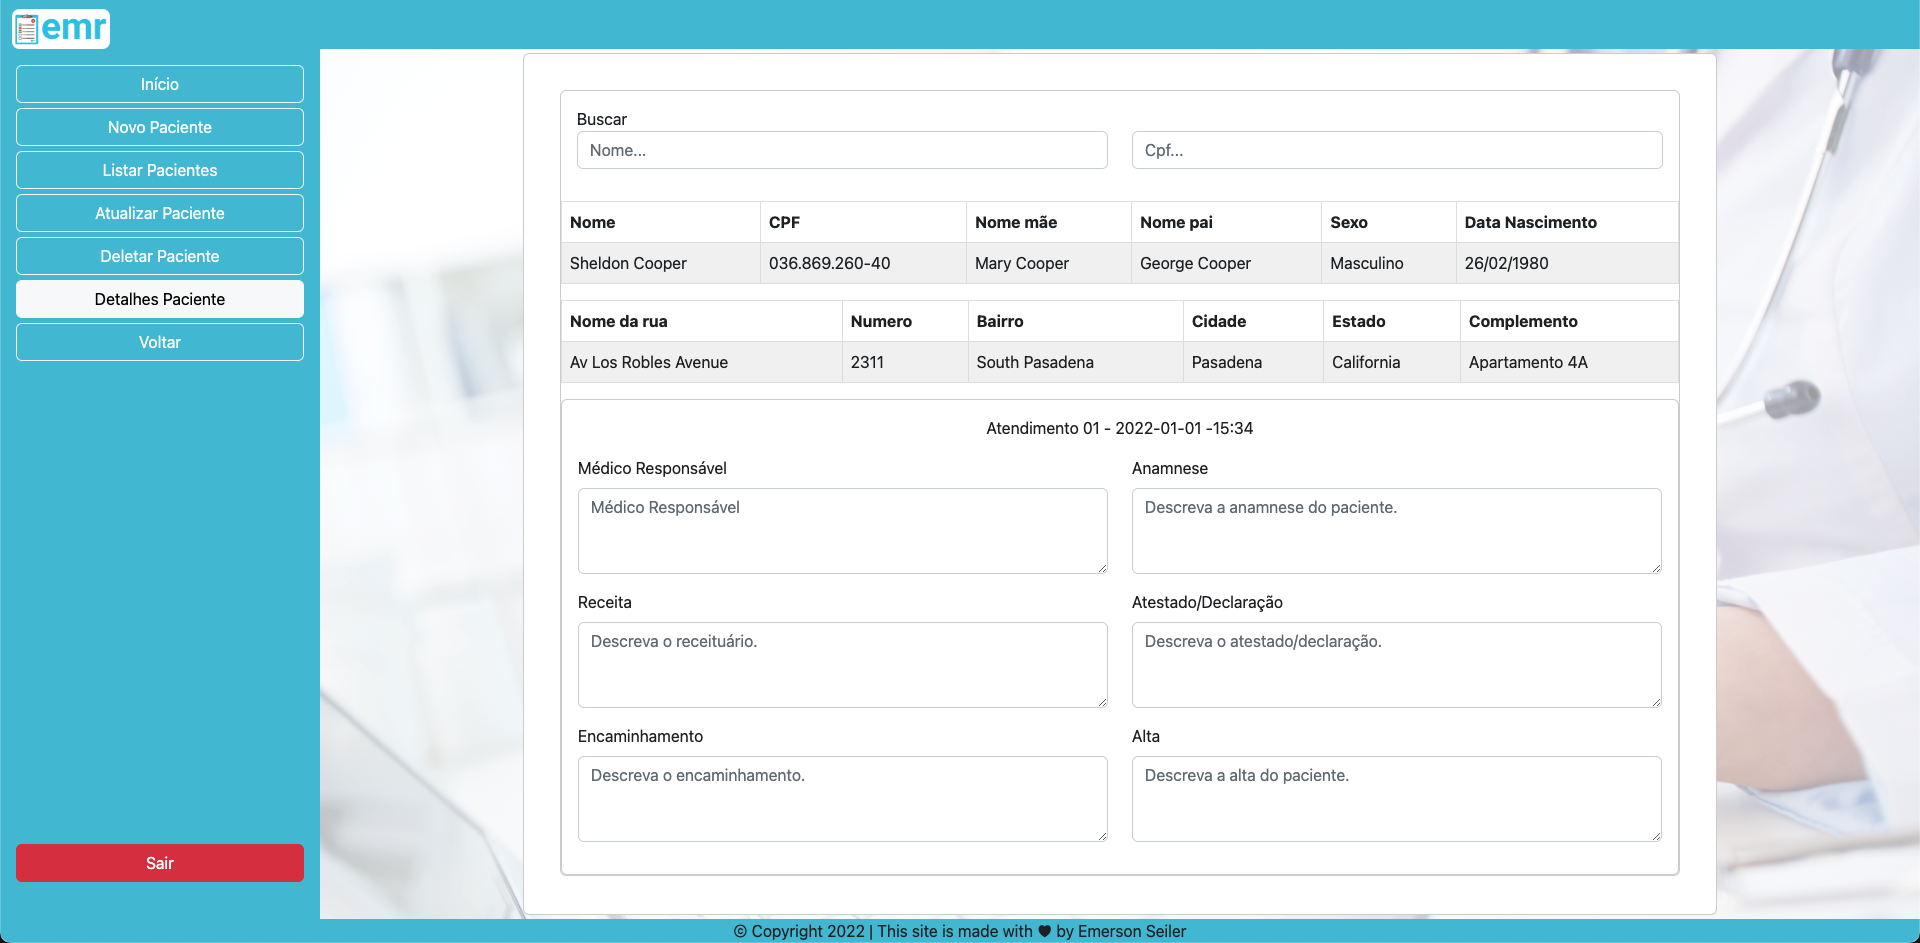 emr
Início
Novo Paciente
Listar Pacientes
Atualizar Paciente
Deletar Paciente
Detalhes Paciente
Voltar
Sair
Buscar
Nome... Cpf...
Nome CPF Nome mãe Nome pai Sexo Data Nascimento
Sheldon Cooper 036.869.260-40 Mary Cooper George Cooper Masculino 26/02/1980
Nome da rua Numero Bairro Cidade Estado Complemento
Av Los Robles Avenue 2311 South Pasadena Pasadena California Apartamento 4A
Atendimento 01 - 2022-01-01 -15:34
Médico Responsável Anamnese
Médico Responsável Descreva a anamnese do paciente.
Receita Atestado/Declaração
Descreva o receituário. Descreva o atestado/declaração.
Encaminhamento Alta
Descreva o encaminhamento. Descreva a alta do paciente.
© Copyright 2022 | This site is made with ♥ by Emerson Seiler